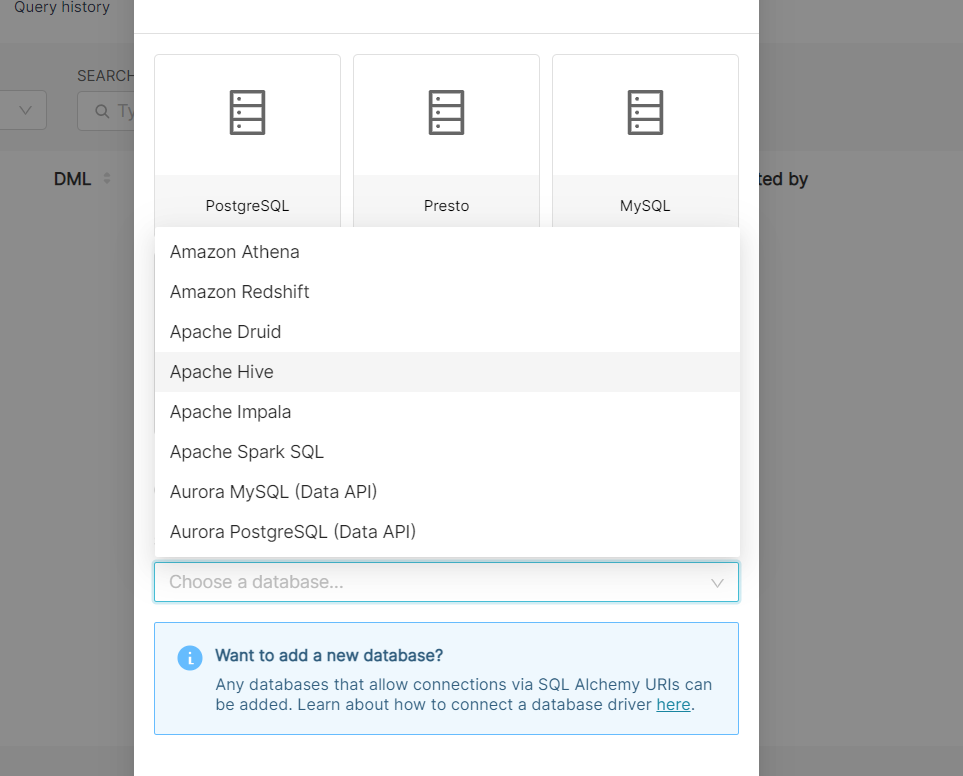 Query history
SEARCH
Ty
DML
ted by
PostgreSQL
Presto
MySQL
Amazon Athena
Amazon Redshift
Apache Druid
Apache Hive
Apache Impala
Apache Spark SQL
Aurora MySQL (Data API)
Aurora PostgreSQL (Data API)
Choose a database...
Want to add a new database?
Any databases that allow connections via SQL Alchemy URIs can
be added. Learn about how to connect a database driver here.